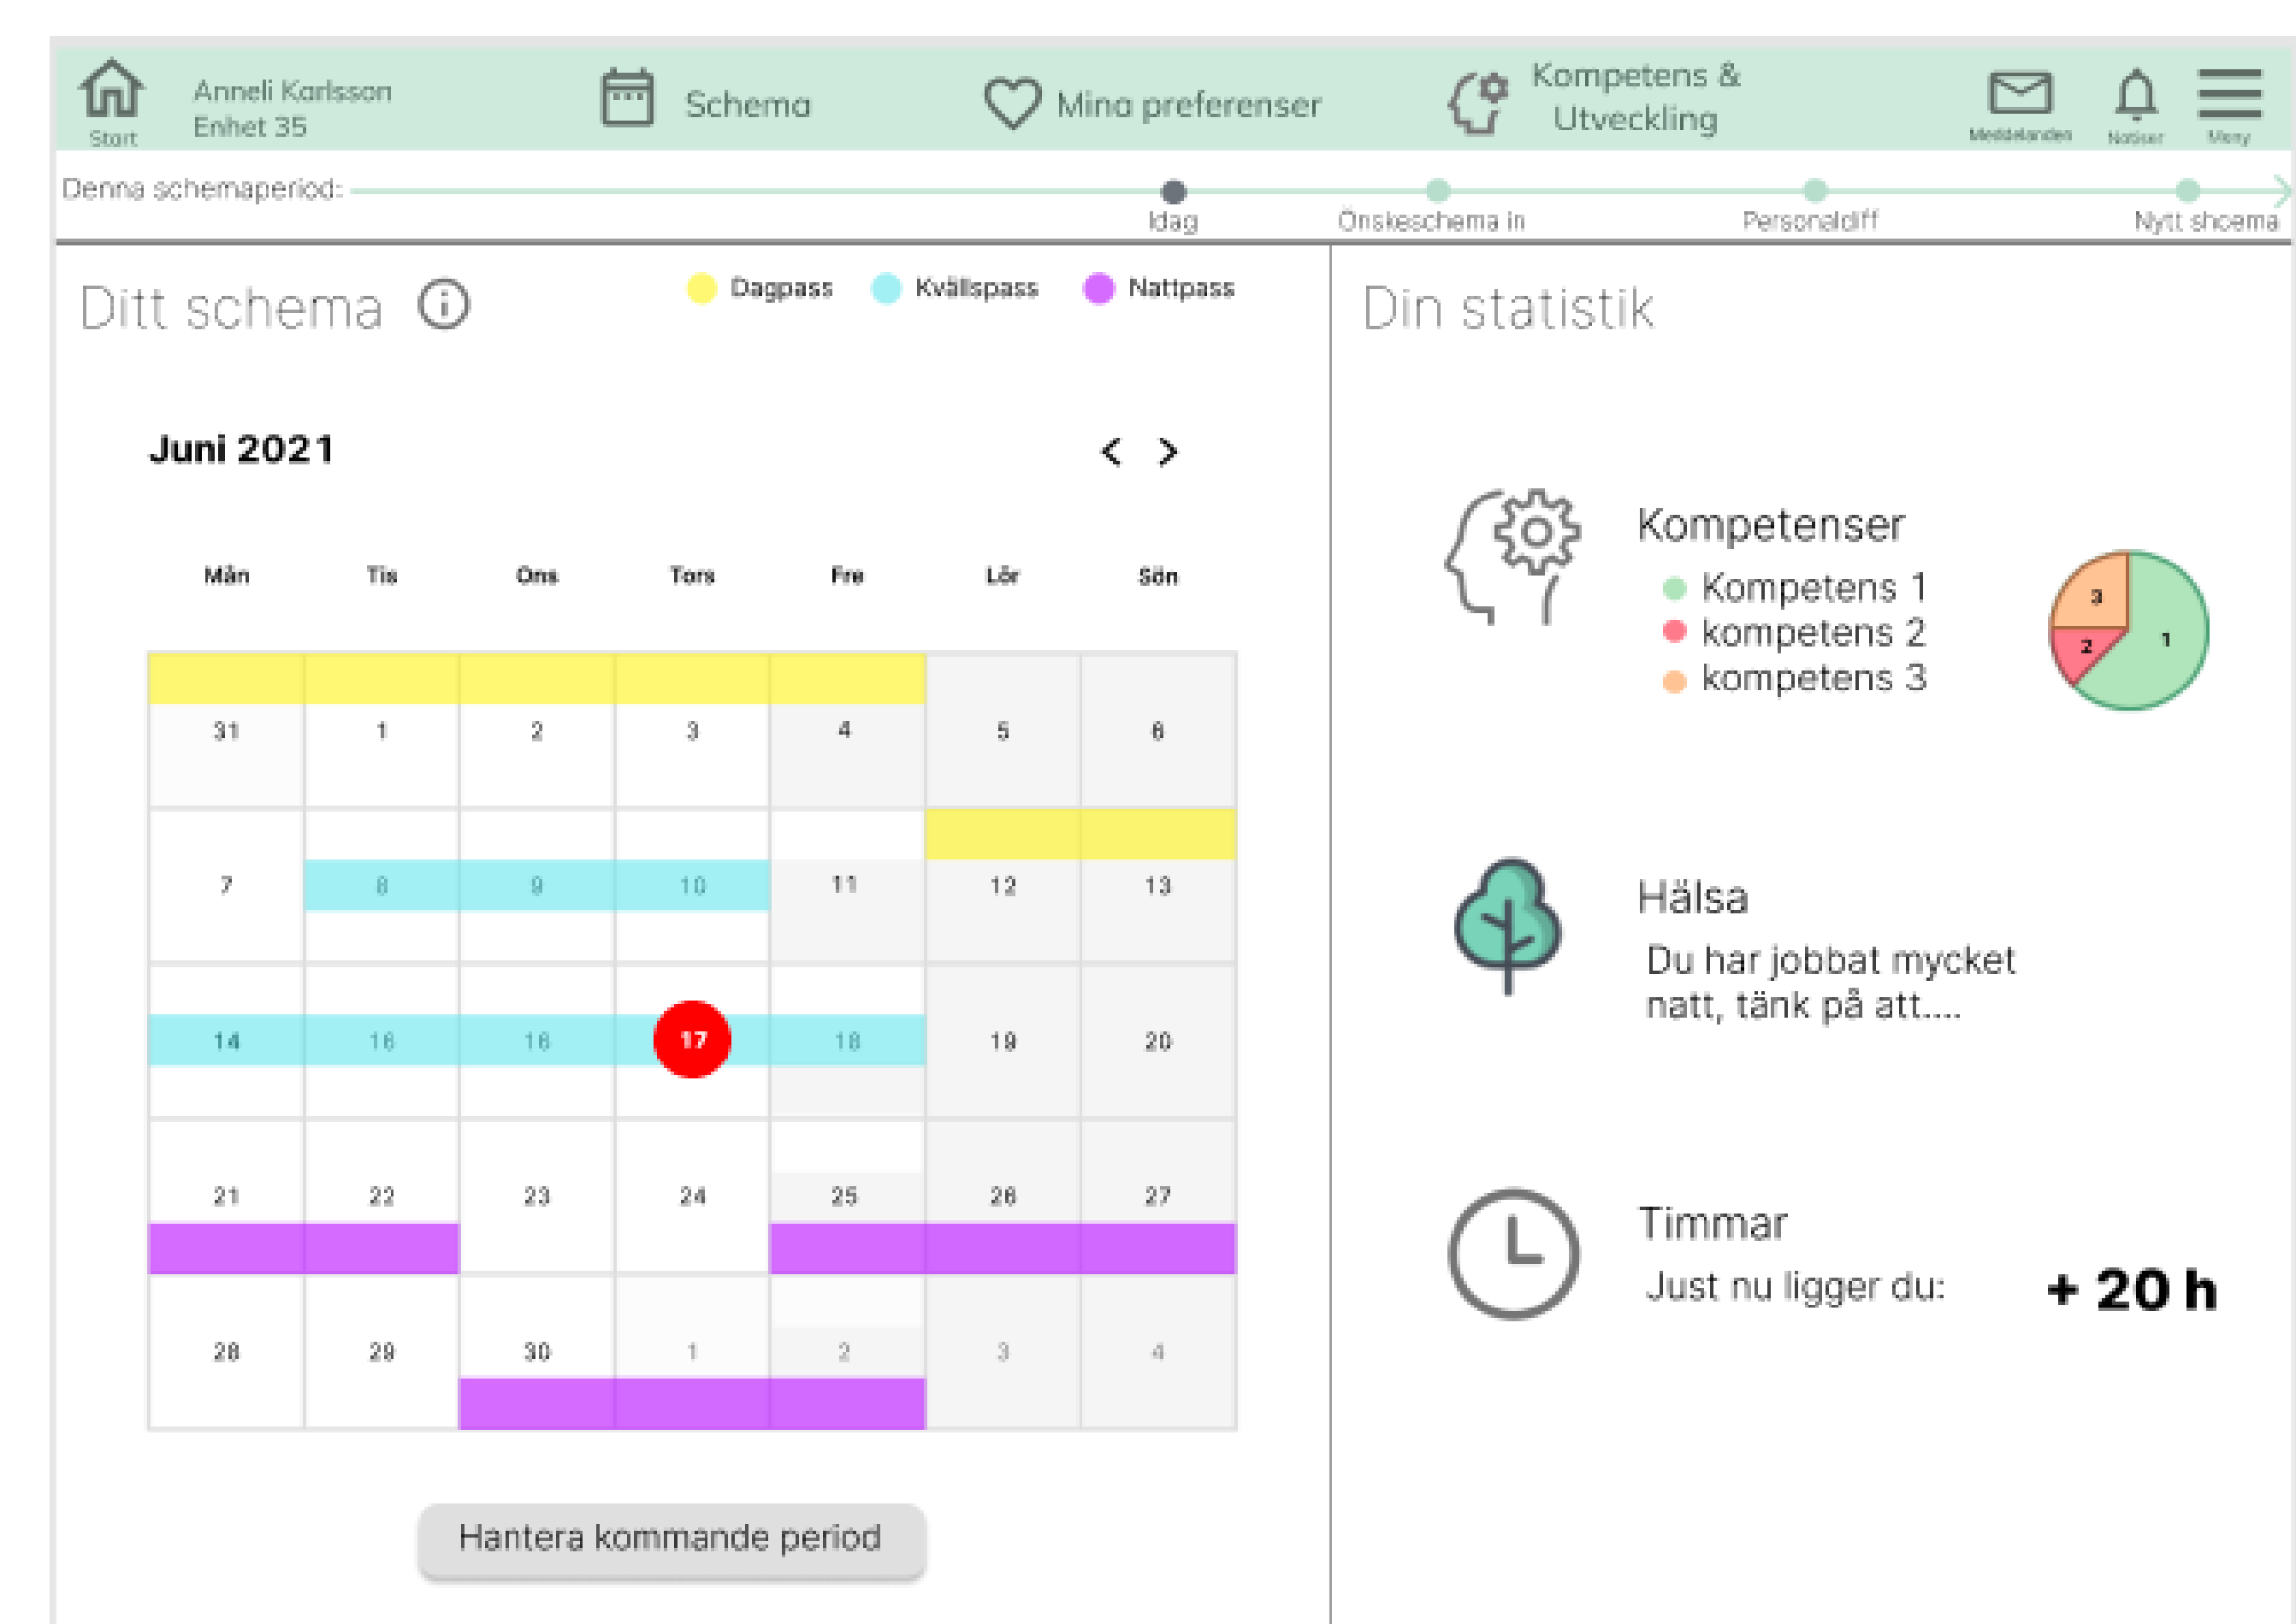 Start
Anneli Karlsson
Enhet 35
Schema
Mina preferenser
Kompetens &
Utveckling
Meddelanden
Notiser
Meny
Denna schemaperiod:
Idag
Önskeschema in
Personaldiff
Nytt shcema
Ditt schema
Dagpass
Kvällspass
Nattpass
Juni 2021
< >
Mån Tis Ons Tors Fre Lör Sön
31 1 2 3 4 5 6
7 8 9 10 11 12 13
14 16 16 17 18 19 20
21 22 23 24 25 26 27
28 29 30 1 2 3 4
Hantera kommande period
Din statistik
Kompetenser
Kompetens 1
kompetens 2
kompetens 3
3
2
1
Hälsa
Du har jobbat mycket
natt, tänk på att....
Timmar
Just nu ligger du:
+ 20 h